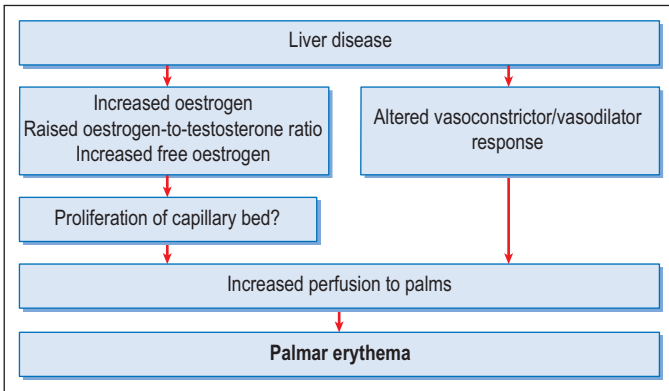 Liver disease
Increased oestrogen
Raised oestrogen-to-testosterone ratio
Increased free oestrogen
Altered vasoconstrictor/vasodilator
response
Proliferation of capillary bed?
Increased perfusion to palms
Palmar erythema